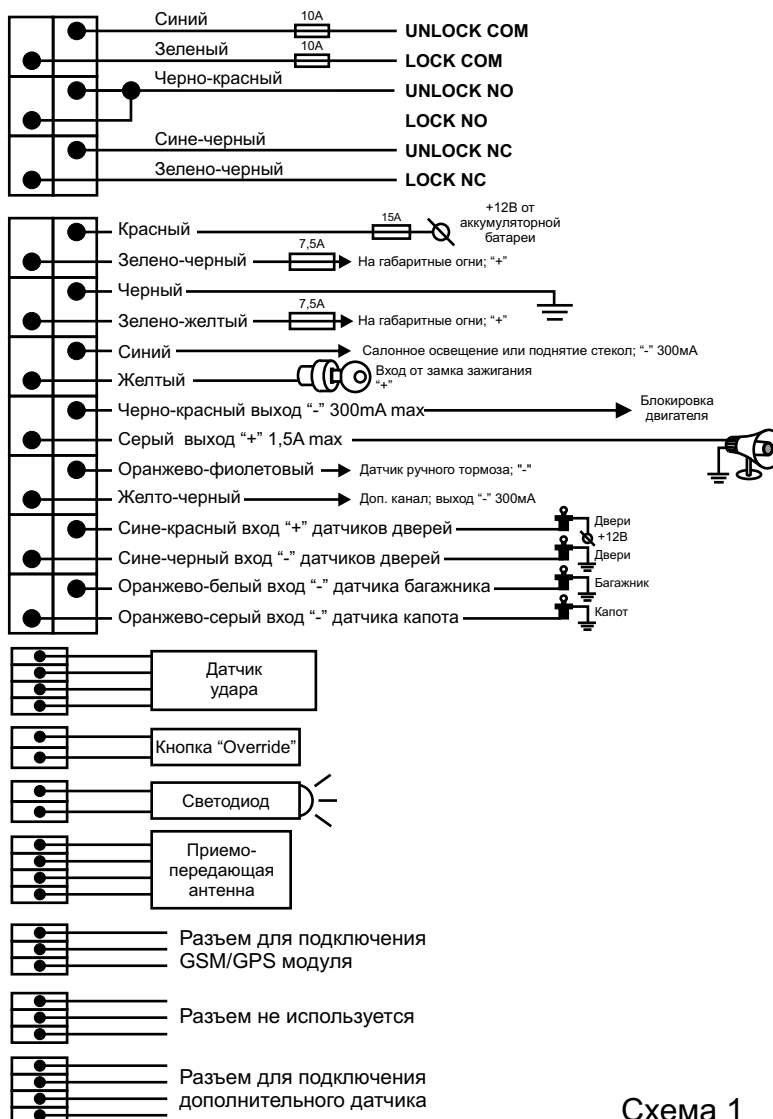 Синий 10А UNLOCK COM
Зеленый 10А LOCK COM
Черно-красный UNLOCK NO
LOCK NO
Сине-черный UNLOCK NC
Зелено-черный LOCK NC
Красный 15А +12В от
аккумуляторной
батареи
Зелено-черный 7,5А На габаритные огни; “+”
Черный
Зелено-желтый 7,5А На габаритные огни; “+”
Синий Салонное освещение или поднятие стекол; “-” 300мА
Желтый Вход от замка зажигания
“+”
Черно-красный выход “-” 300mA max Блокировка
двигателя
Серый выход “+” 1,5A max
Оранжево-фиолетовый Датчик ручного тормоза; "-"
Желто-черный Доп. канал; выход “-” 300мА
Сине-красный вход “+” датчиков дверей Двери
+12В
Сине-черный вход “-” датчиков дверей Двери
Оранжево-белый вход “-” датчика багажника Багажник
Оранжево-серый вход “-” датчика капота Капот
Датчик
удара
Кнопка “Override”
Светодиод
Приемо-
передающая
антенна
Разъем для подключения
GSM/GPS модуля
Разъем не используется
Разъем для подключения
дополнительного датчика
Схема 1